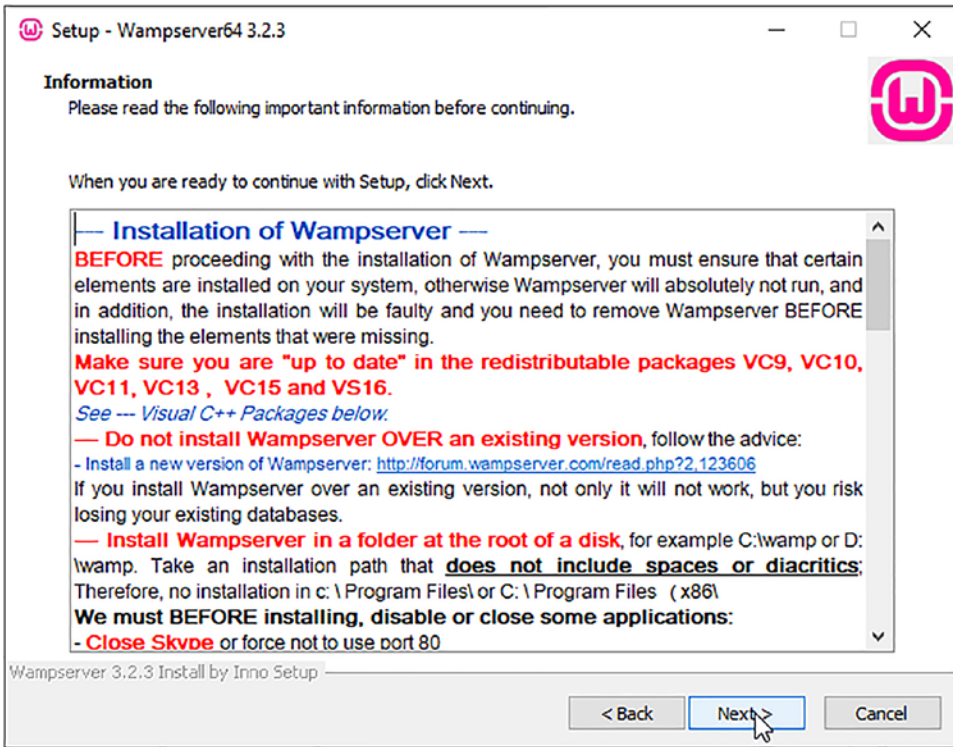 Setup - Wampserver64 3.2.3
Information
Please read the following important information before continuing.
When you are ready to continue with Setup, click Next.
--- Installation of Wampserver ---
BEFORE proceeding with the installation of Wampserver, you must ensure that certain
elements are installed on your system, otherwise Wampserver will absolutely not run, and
in addition, the installation will be faulty and you need to remove Wampserver BEFORE
installing the elements that were missing.
Make sure you are "up to date" in the redistributable packages VC9, VC10,
VC11, VC13 , VC15 and VS16.
See --- Visual C++ Packages below.
--- Do not install Wampserver OVER an existing version, follow the advice:
- Install a new version of Wampserver: http://forum.wampserver.com/read.php?2,123606
If you install Wampserver over an existing version, not only it will not work, but you risk
losing your existing databases.
--- Install Wampserver in a folder at the root of a disk, for example C:\wamp or D:
\wamp. Take an installation path that does not include spaces or diacritics;
Therefore, no installation in c: \ Program Files\ or C: \ Program Files ( x86\
We must BEFORE installing, disable or close some applications:
- Close Skype or force not to use port 80
Wampserver 3.2.3 Install by Inno Setup
< Back
Next >
Cancel